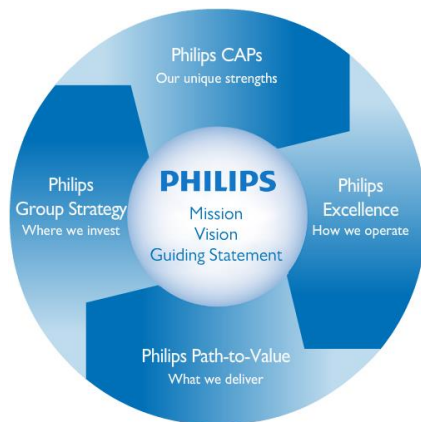 Philips CAPs
Our unique strengths
Philips
Group Strategy
Where we invest
PHILIPS
Mission
Vision
Guiding Statement
Philips
Excellence
How we operate
Philips Path-to-Value
What we deliver